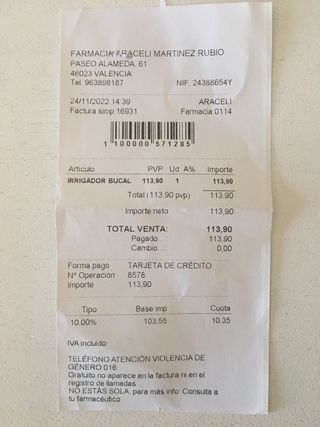 FARMACIA ARACELI MARTINEZ RUBIO
PASEO ALAMEDA 61
46023 VALENCIA
Tel. 963898187 NIF. 24388654Y
24/11/2022 14:39 ARACELI
Factura simp 16931 Farmacia 0114
1 100000 571285
Artículo PVP Ud A% Importe
IRRIGADOR BUCAL 113,90 1 113,90
Total (113,90 pvp) 113,90
Importe neto 113,90
TOTAL VENTA: 113,90
Pagado... 113,90
Cambio.... 0,00
Forma pago TARJETA DE CRÉDITO
Nº Operación 8578
Importe 113,90
Tipo Base imp Cuota
10,00% 103,55 10,35
IVA incluido
TELÉFONO ATENCIÓN VIOLENCIA DE
GÉNERO 016
Gratuito no aparece en la factura ni en el
registro de llamadas
NO ESTÁS SOLA, para más info. Consulta a
tu farmacéutico